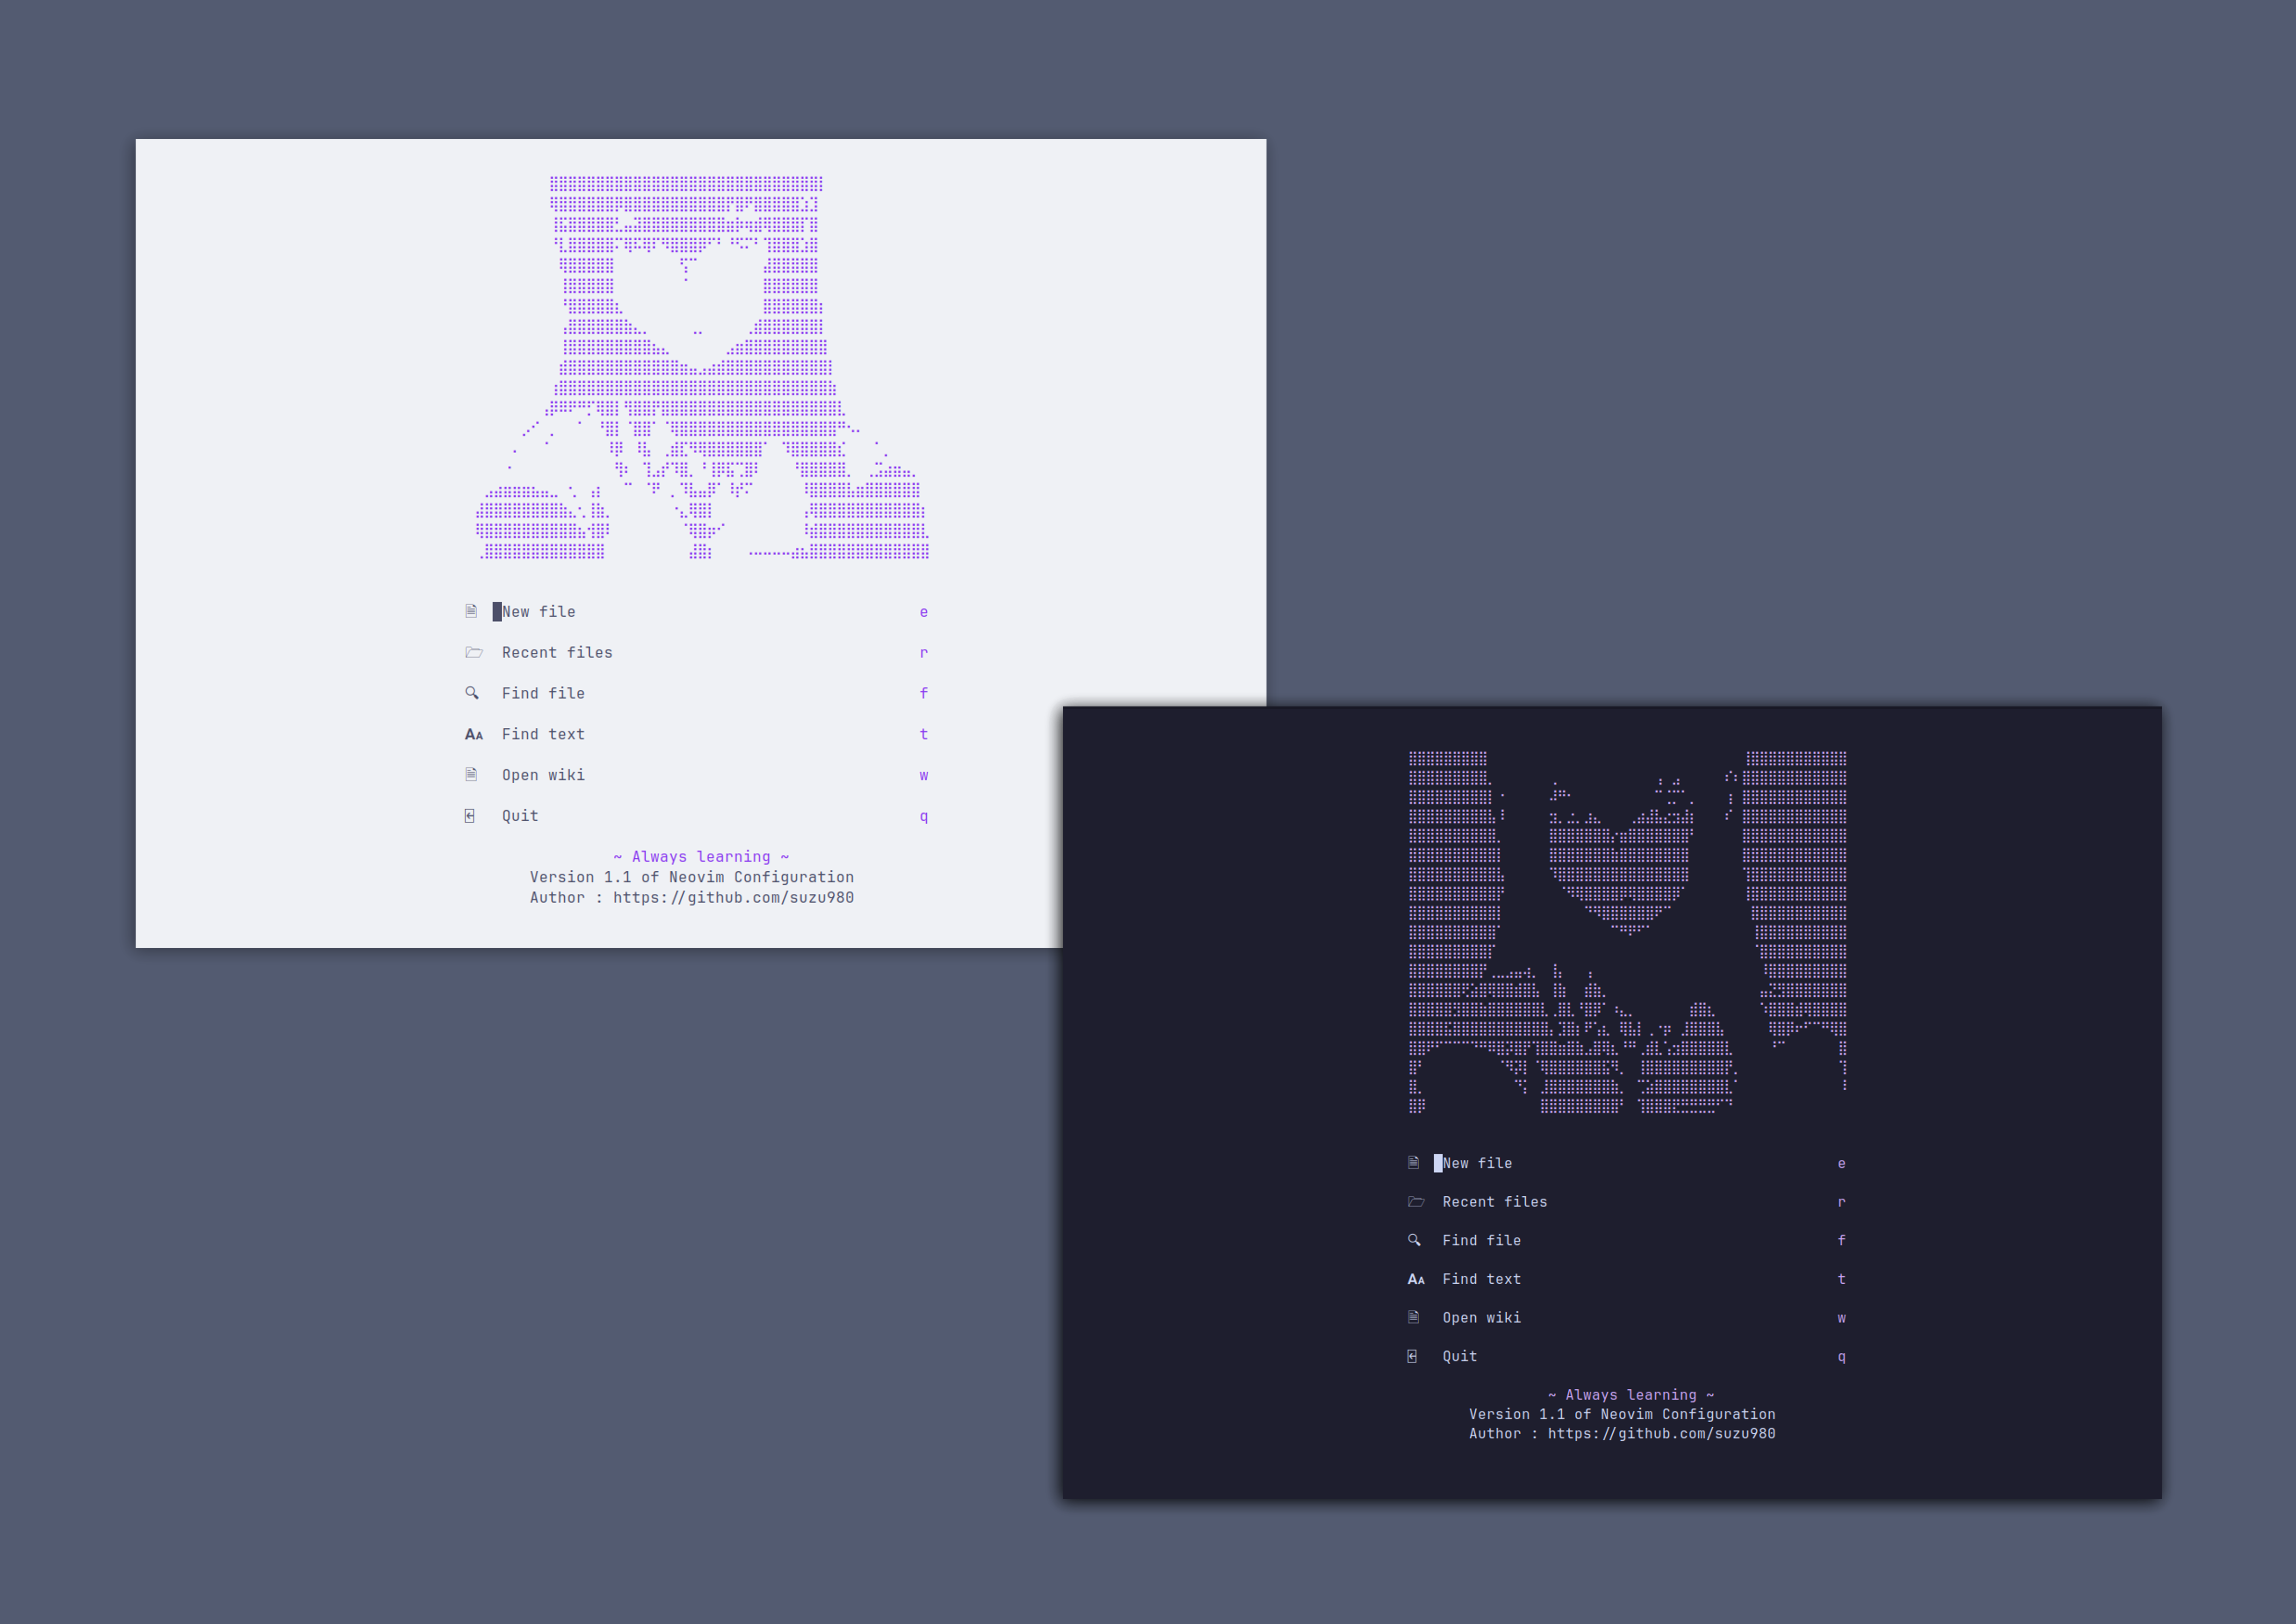 New file e
Recent files r
Find file f
Aᴀ Find text t
Open wiki w
Quit q
~ Always learning ~
Version 1.1 of Neovim Configuration
Author : https://github.com/suzu980
New file e
Recent files r
Find file f
Aᴀ Find text t
Open wiki w
Quit q
~ Always learning ~
Version 1.1 of Neovim Configuration
Author : https://github.com/suzu980